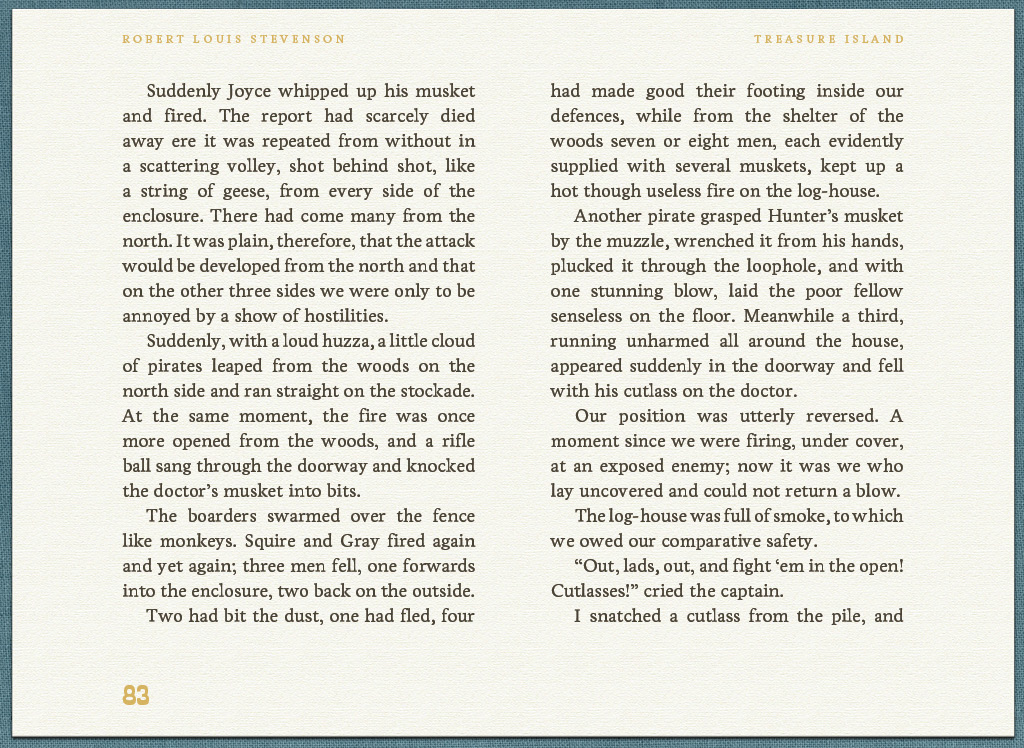 ROBERT LOUIS STEVENSON
TREASURE ISLAND
Suddenly Joyce whipped up his musket
and fired. The report had scarcely died
away ere it was repeated from without in
a scattering volley, shot behind shot, like
a string of geese, from every side of the
enclosure. There had come many from the
north. It was plain, therefore, that the attack
would be developed from the north and that
on the other three sides we were only to be
annoyed by a show of hostilities.
Suddenly, with a loud huzza, a little cloud
of pirates leaped from the woods on the
north side and ran straight on the stockade.
At the same moment, the fire was once
more opened from the woods, and a rifle
ball sang through the doorway and knocked
the doctor’s musket into bits.
The boarders swarmed over the fence
like monkeys. Squire and Gray fired again
and yet again; three men fell, one forwards
into the enclosure, two back on the outside.
Two had bit the dust, one had fled, four
had made good their footing inside our
defences, while from the shelter of the
woods seven or eight men, each evidently
supplied with several muskets, kept up a
hot though useless fire on the log-house.
Another pirate grasped Hunter’s musket
by the muzzle, wrenched it from his hands,
plucked it through the loophole, and with
one stunning blow, laid the poor fellow
senseless on the floor. Meanwhile a third,
running unharmed all around the house,
appeared suddenly in the doorway and fell
with his cutlass on the doctor.
Our position was utterly reversed. A
moment since we were firing, under cover,
at an exposed enemy; now it was we who
lay uncovered and could not return a blow.
The log-house was full of smoke, to which
we owed our comparative safety.
“Out, lads, out, and fight ‘em in the open!
Cutlasses!” cried the captain.
I snatched a cutlass from the pile, and
83